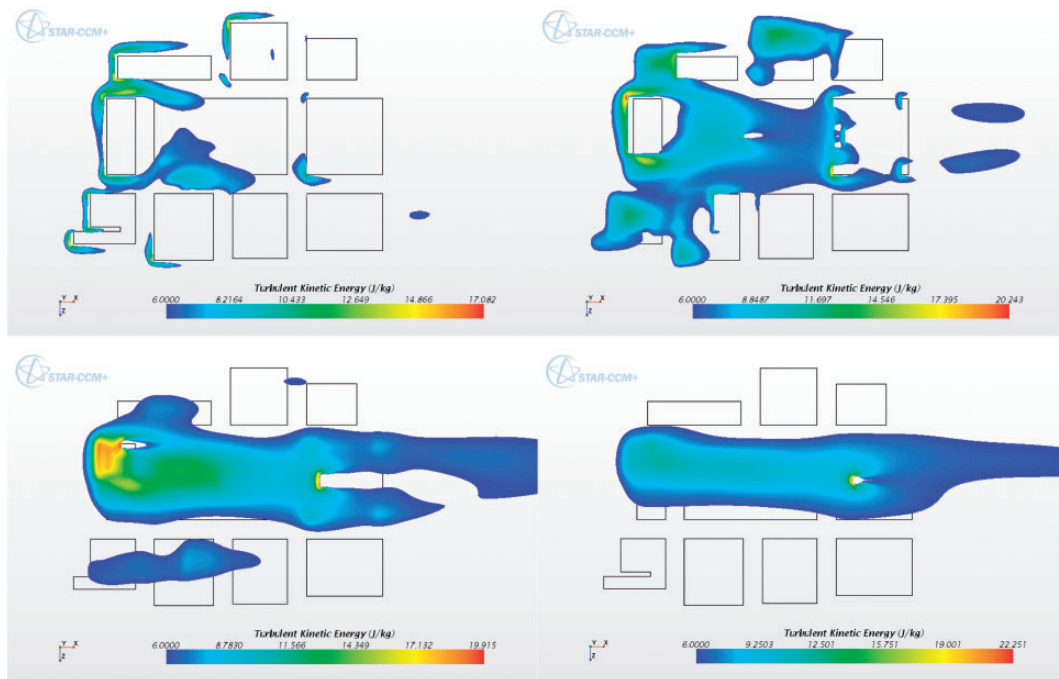 STAR-CCM+
Y X
Z
Turbulent Kinetic Energy (J/kg)
6.0000 8.2164 10.433 12.649 14.866 17.082
STAR-CCM+
Y X
Z
Turbulent Kinetic Energy (J/kg)
6.0000 8.8487 11.697 14.546 17.395 20.243
STAR-CCM+
Y X
Z
Turbulent Kinetic Energy (J/kg)
6.0000 8.7830 11.566 14.349 17.132 19.915
STAR-CCM+
Y X
Z
Turbulent Kinetic Energy (J/kg)
6.0000 9.2503 12.501 15.751 19.001 22.251